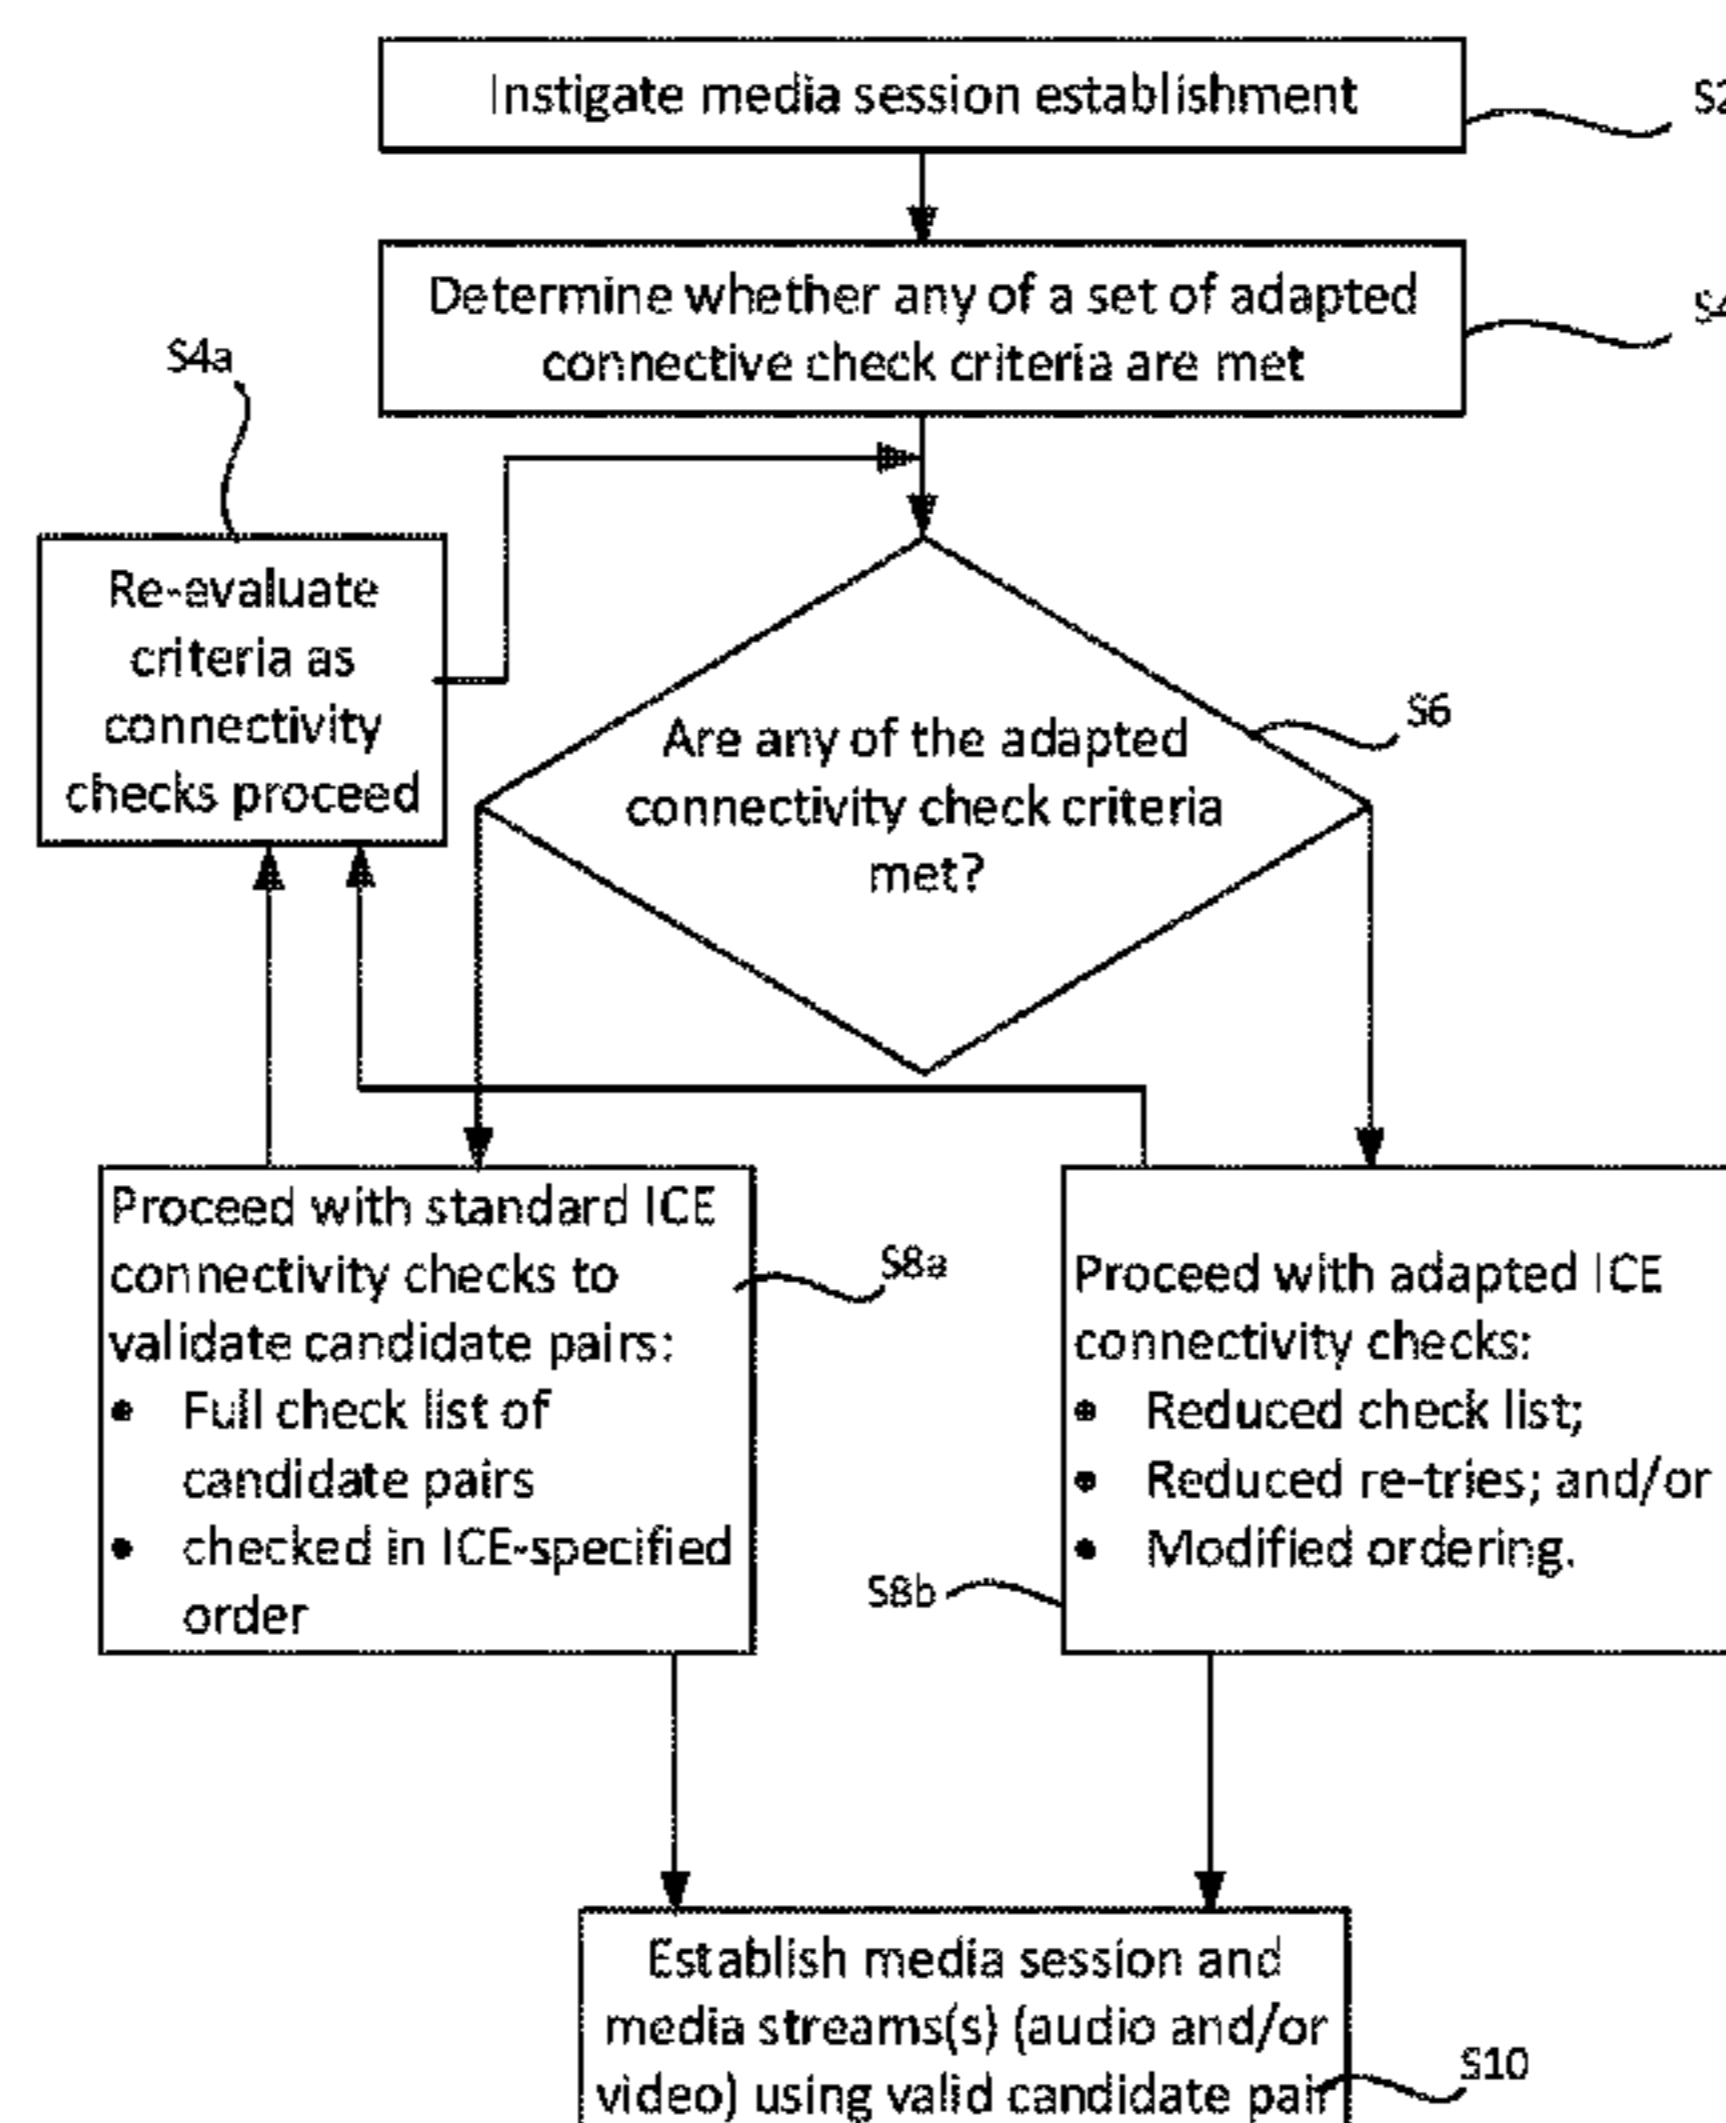 Instigate media session establishment
S2
Determine whether any of a set of adapted
connective check criteria are met
S4
S4a
Re-evaluate
criteria as
connectivity
checks proceed
Are any of the adapted
connectivity check criteria
met?
S6
Proceed with standard ICE
connectivity checks to
validate candidate pairs:
• Full check list of
candidate pairs
• checked in ICE-specified
order
S8a
Proceed with adapted ICE
connectivity checks:
• Reduced check list;
• Reduced re-tries; and/or
• Modified ordering.
S8b
Establish media session and
media streams(s) (audio and/or
video) using valid candidate pair
S10